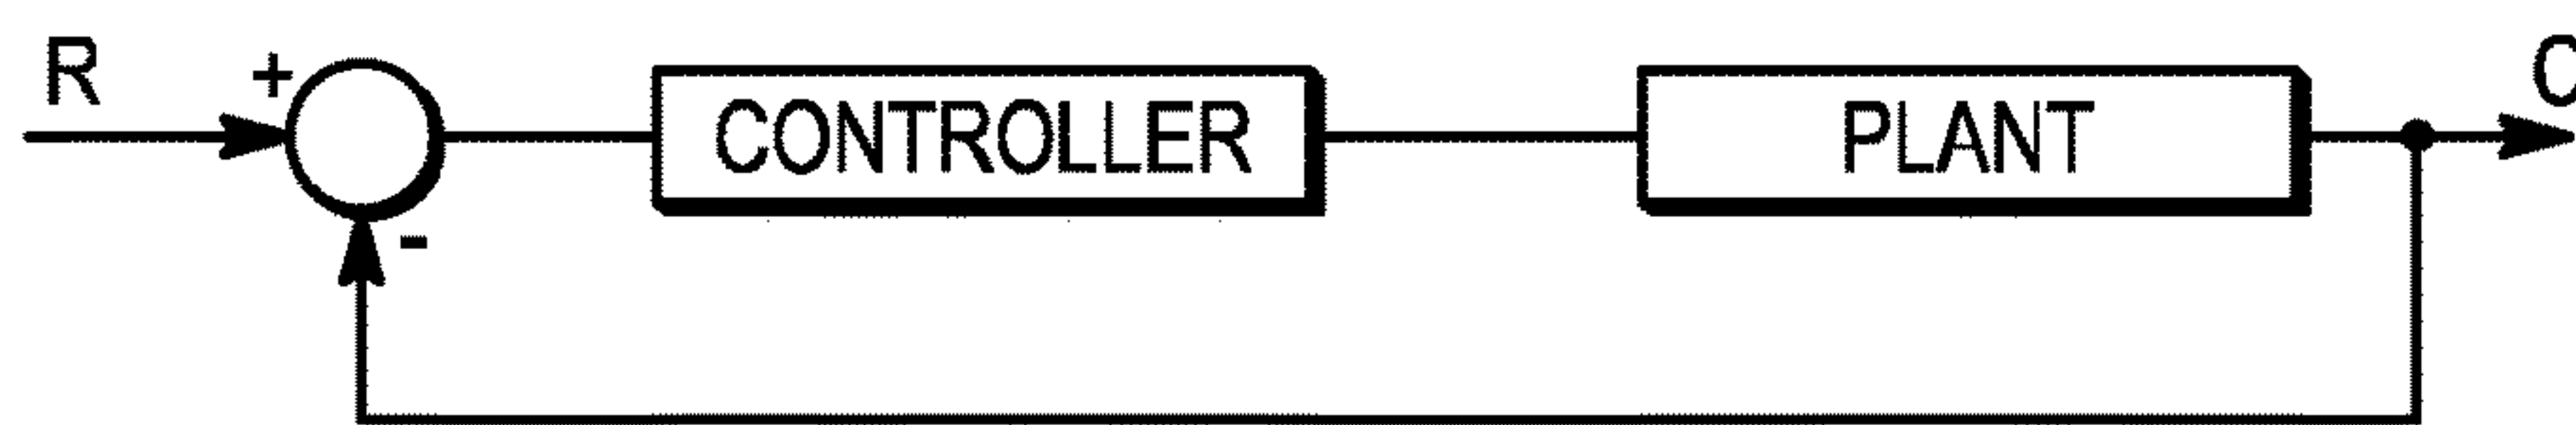 R
+
CONTROLLER
PLANT
C
-